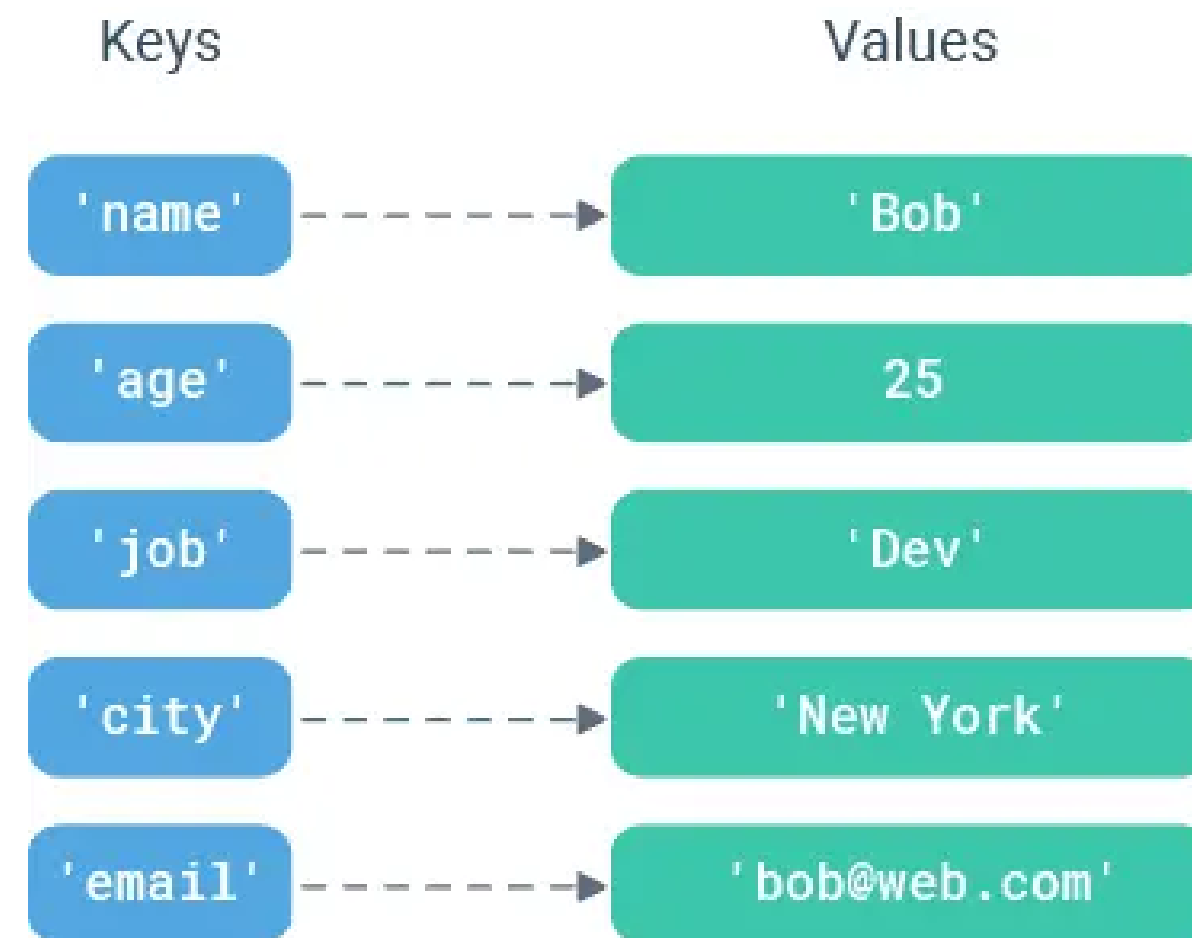 Keys Values
'name' 'Bob'
'age' 25
'job' 'Dev'
'city' 'New York'
'email' 'bob@web.com'